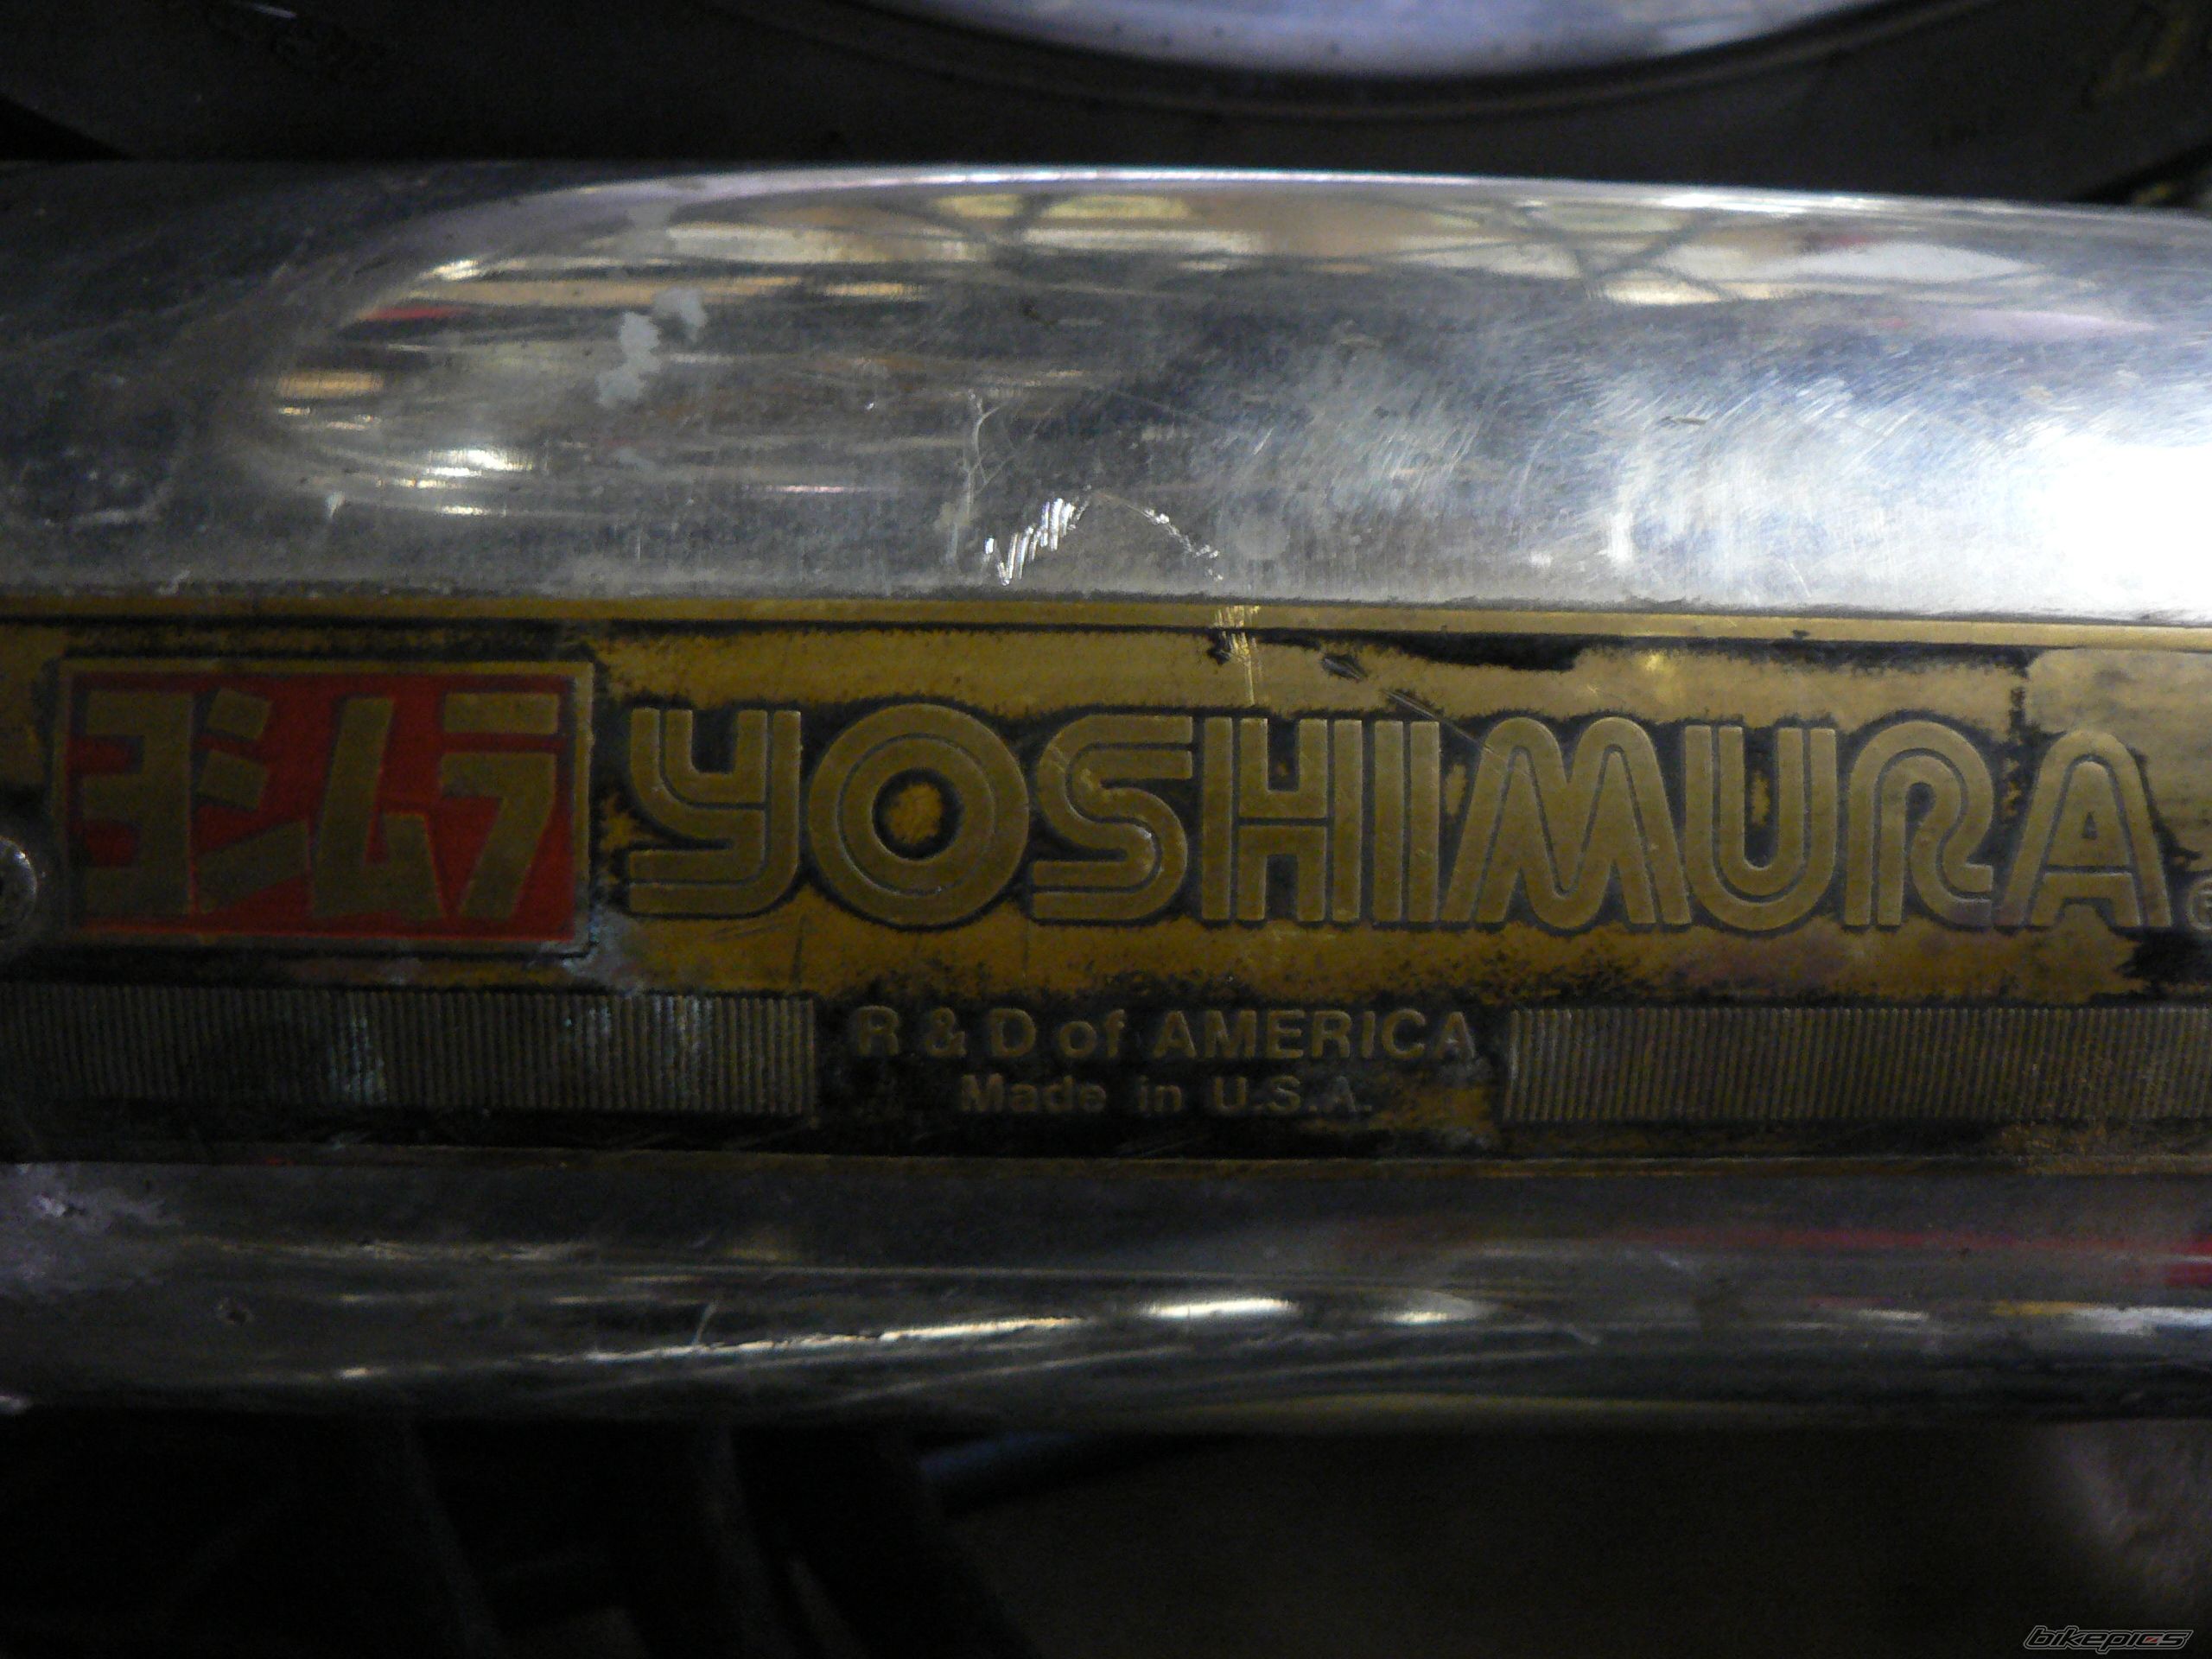 ヨシムラ YOSHIMURA
R & D of AMERICA
Made in U.S.A.
bikepics